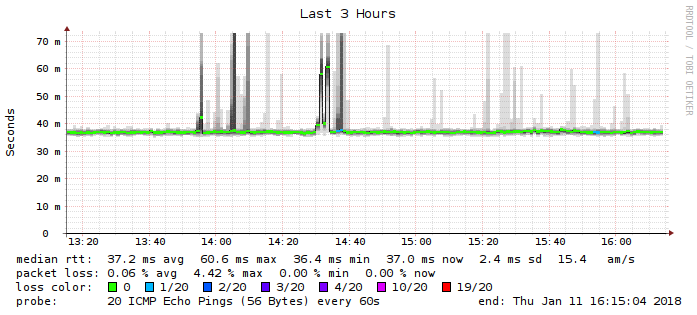 Last 3 Hours
RRDTOOL / TOBI OETIKER
Seconds
70 m
60 m
50 m
40 m
30 m
20 m
10 m
0
13:20 13:40 14:00 14:20 14:40 15:00 15:20 15:40 16:00
median rtt: 37.2 ms avg 60.6 ms max 36.4 ms min 37.0 ms now 2.4 ms sd 15.4 am/s
packet loss: 0.06 % avg 4.42 % max 0.00 % min 0.00 % now
loss color: 0 1/20 2/20 3/20 4/20 10/20 19/20
probe: 20 ICMP Echo Pings (56 Bytes) every 60s end: Thu Jan 11 16:15:04 2018